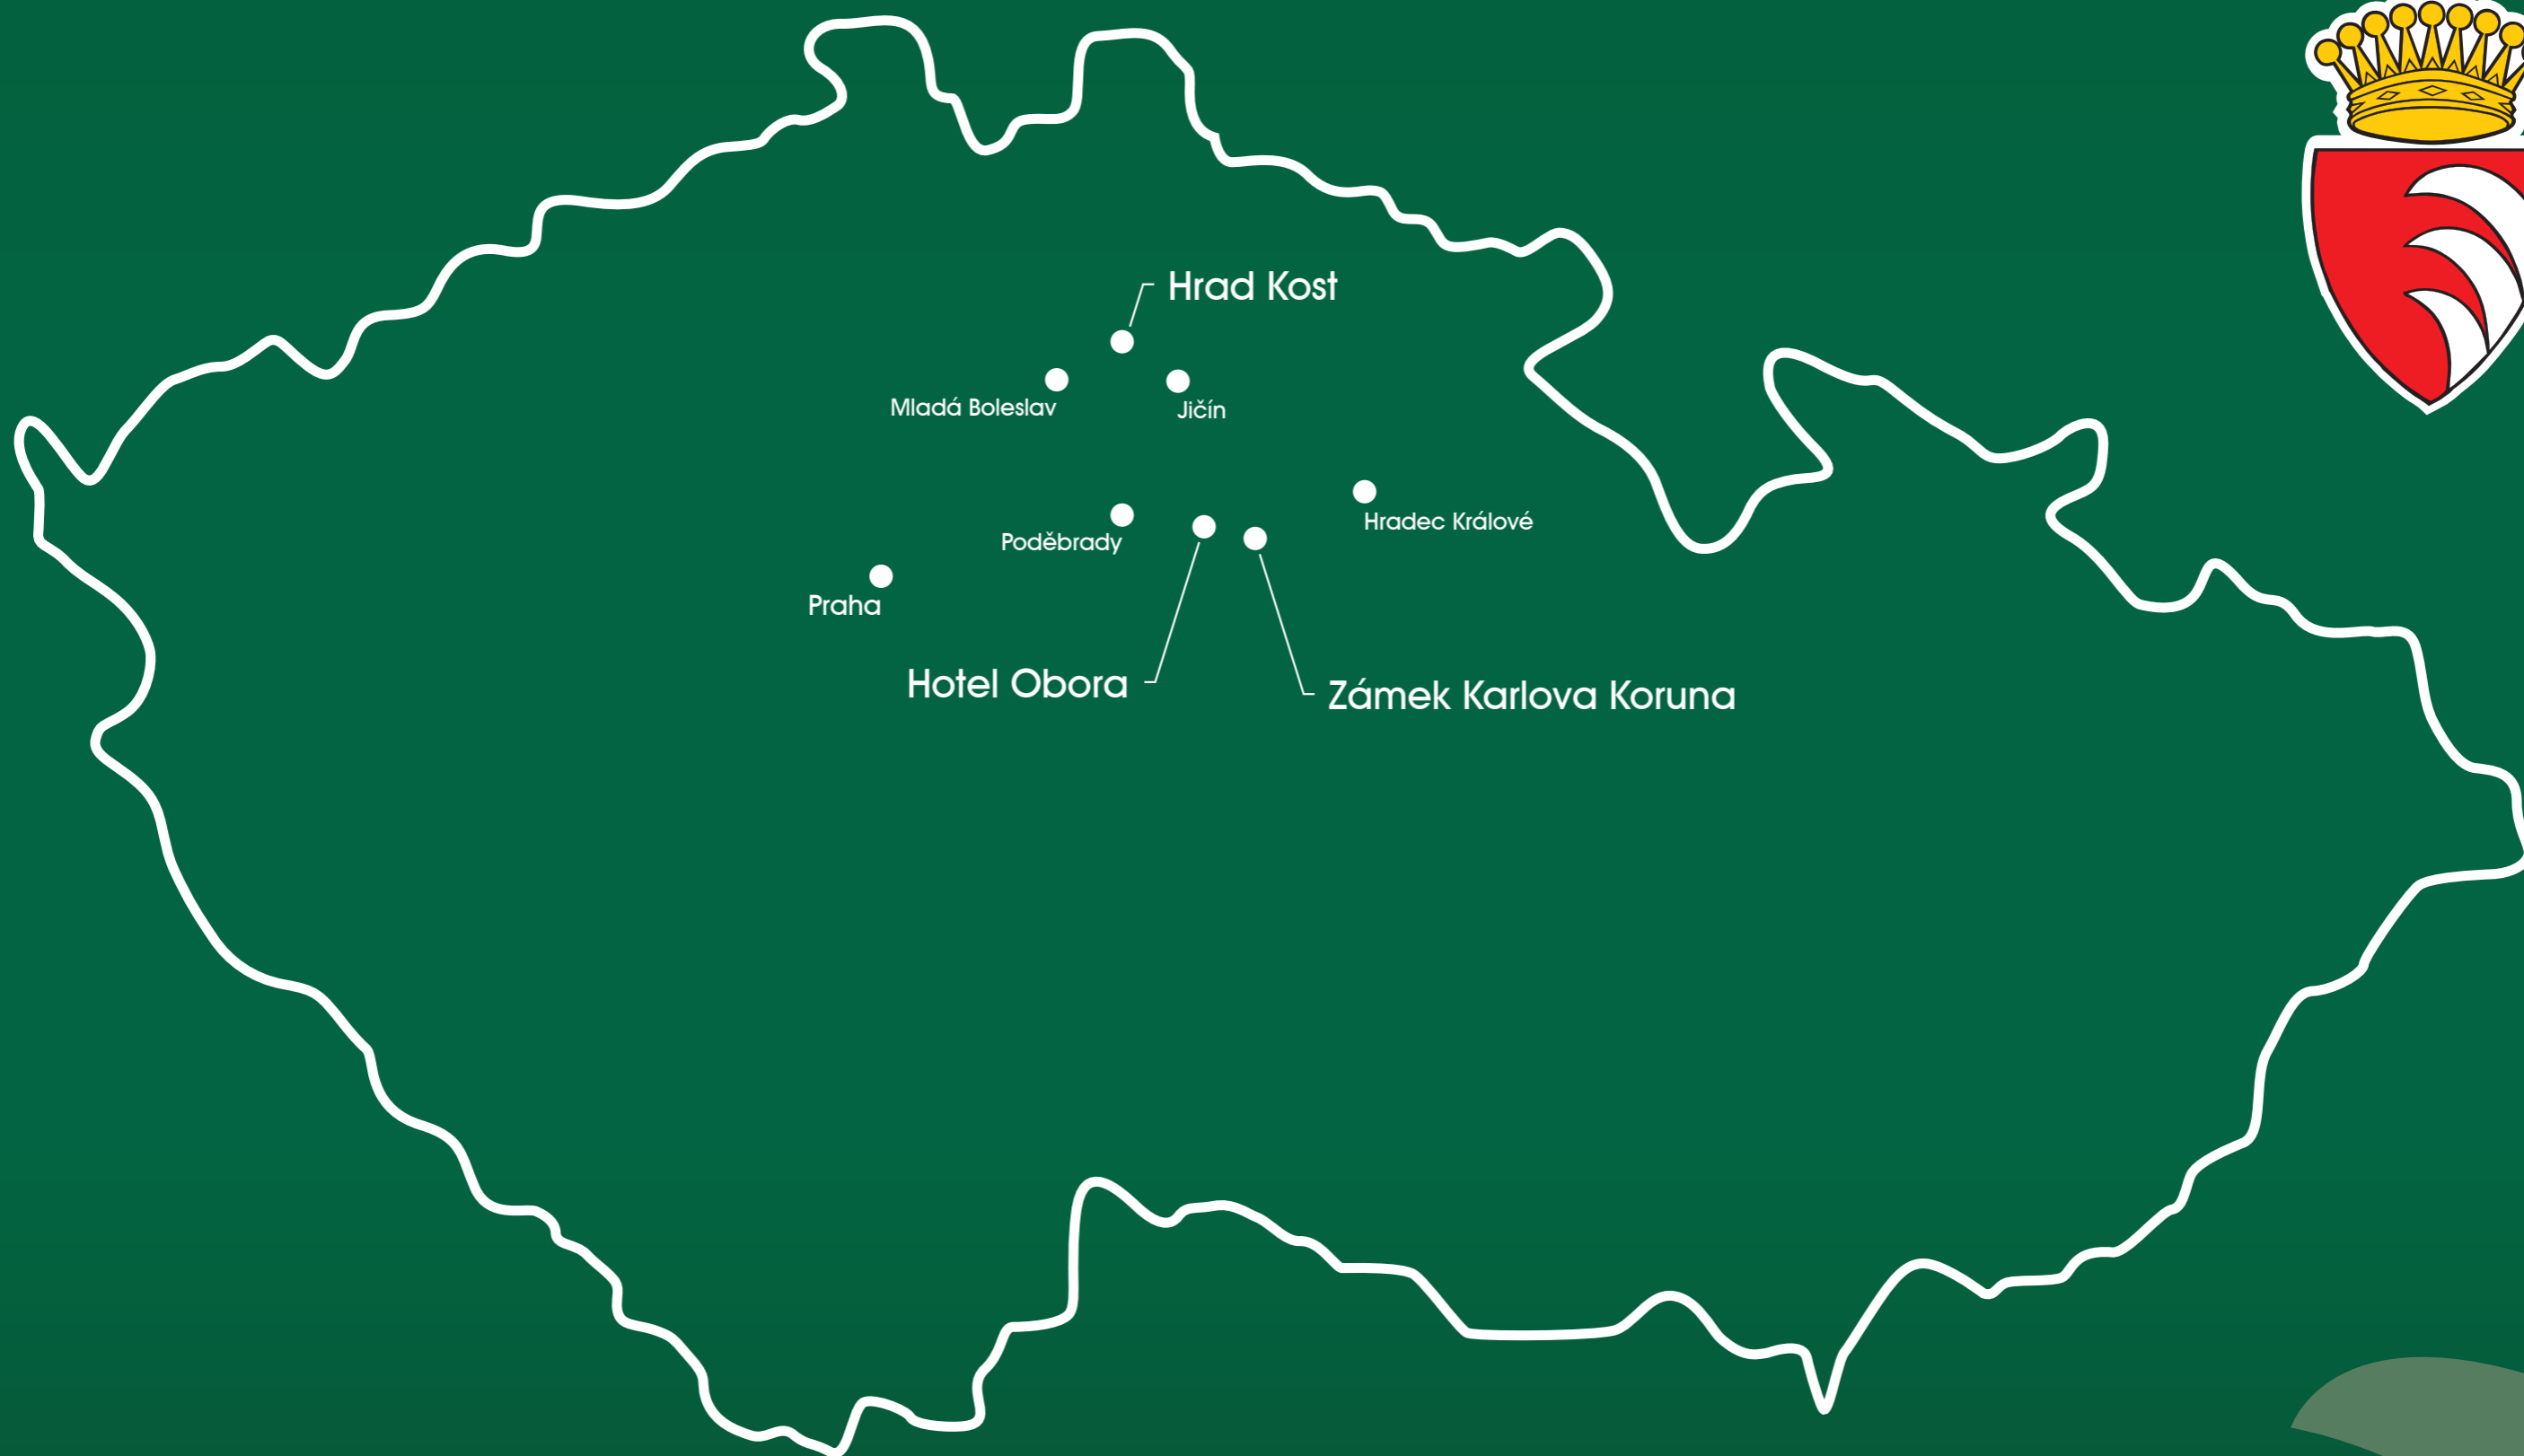 Hrad Kost
Mladá Boleslav
Jičín
Hradec Králové
Poděbrady
Praha
Hotel Obora
Zámek Karlova Koruna